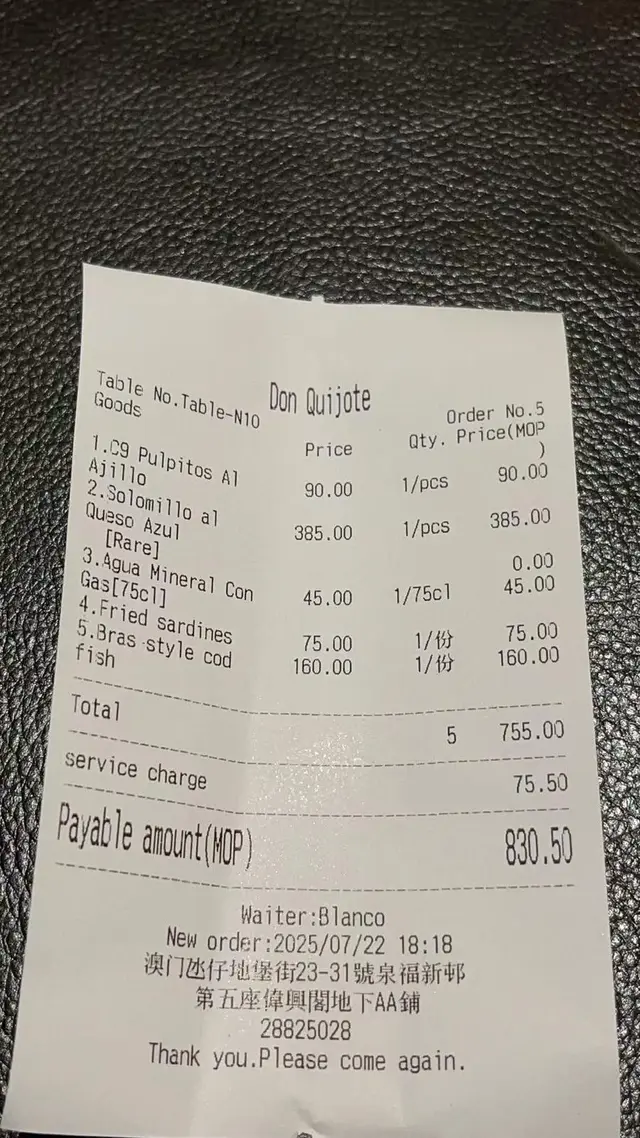 Don Quijote
Table No.Table-N10 Order No.5
Goods Price Qty. Price(MOP
)
1.C9 Pulpitos Al
Ajillo 90.00 1/pcs 90.00
2.Solomillo al
Queso Azul 385.00 1/pcs 385.00
[Rare] 0.00
3.Agua Mineral Con
Gas[75cl] 45.00 1/75cl 45.00
4.Fried sardines 75.00 1/份 75.00
5.Bras-style cod
fish 160.00 1/份 160.00
Total 5 755.00
service charge 75.50
Payable amount(MOP) 830.50
Waiter:Blanco
New order:2025/07/22 18:18
澳门氹仔地堡街23-31號泉福新邨
第五座偉興閣地下AA鋪
28825028
Thank you.Please come again.